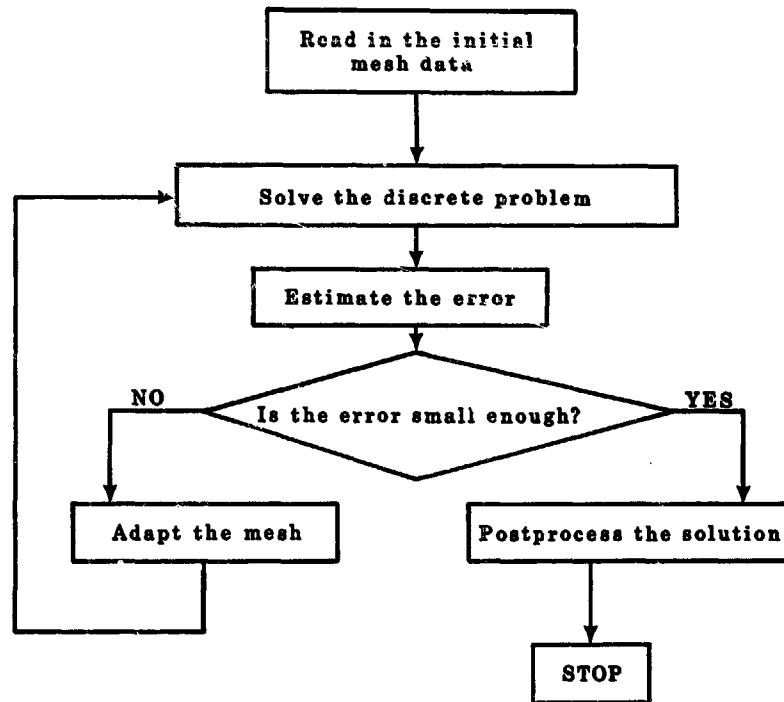 Read in the initial
mesh data
Solve the discrete problem
Estimate the error
NO
YES
Is the error small enough?
Adapt the mesh
Postprocess the solution
STOP